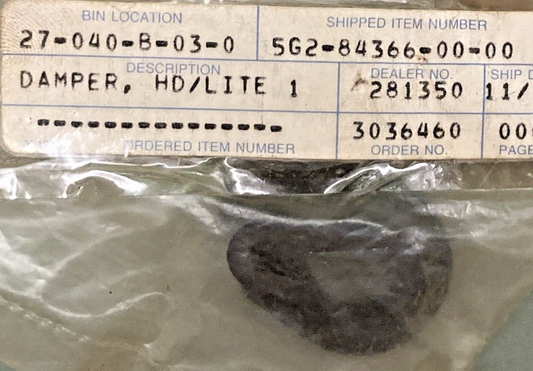 BIN LOCATION SHIPPED ITEM NUMBER
27-040-B-03-0 5G2-84366-00-00
DESCRIPTION DEALER NO. SHIP D
DAMPER, HD/LITE 1 281350 11/
--------------- 3036460 00
ORDERED ITEM NUMBER ORDER NO. PAGE